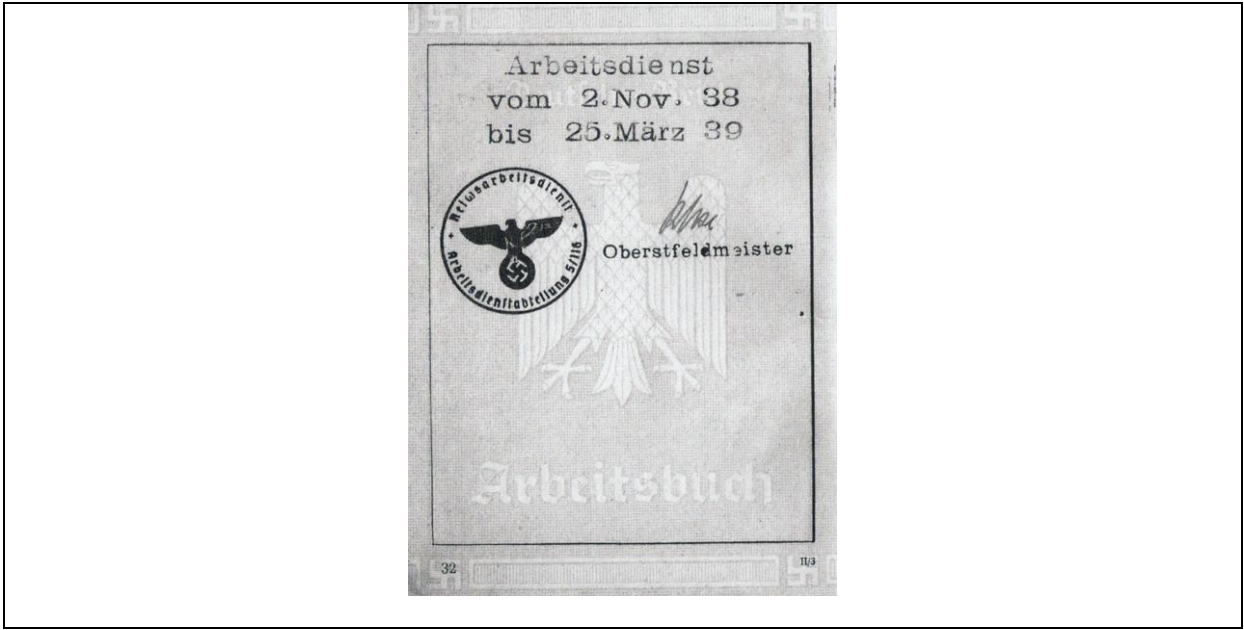 Arbeitsdienst
vom 2.Nov. 38
bis 25.März 39
Reichsarbeitsdienst
Arbeitsdienstabteilung 5/116
Oberstfeldmeister
Arbeitsbuch
32
II/3